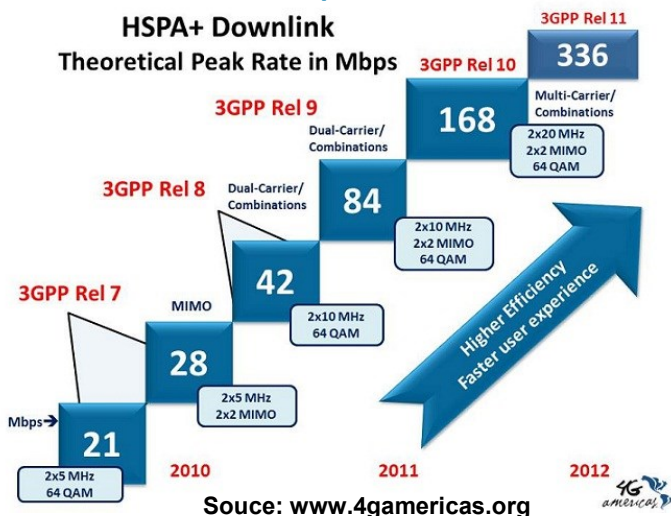 HSPA+ Downlink
Theoretical Peak Rate in Mbps
3GPP Rel 11
336
3GPP Rel 10
168
Multi-Carrier/
Combinations
2x20 MHz
2x2 MIMO
64 QAM
3GPP Rel 9
Dual-Carrier/
Combinations
84
2x10 MHz
2x2 MIMO
64 QAM
3GPP Rel 8
Dual-Carrier/
Combinations
42
2x10 MHz
64 QAM
3GPP Rel 7
MIMO
28
2x5 MHz
2x2 MIMO
Mbps
21
2x5 MHz
64 QAM
Higher Efficiency
Faster user experience
2010
2011
2012
Souce: www.4gamericas.org
4G
americas